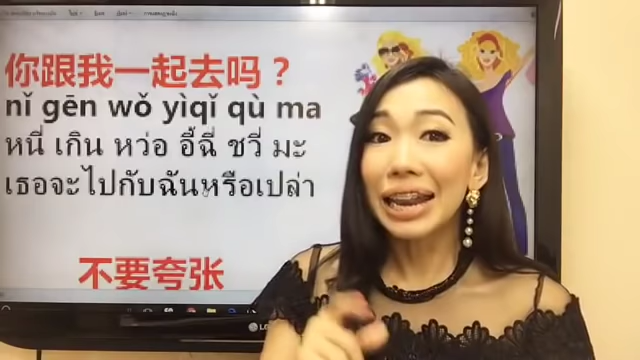 你跟我一起去吗？
nǐ gēn wǒ yìqǐ qù ma
หนี่ เกิน หว่อ อี้ฉี่ ชวี่ มะ
เธอจะไปกับฉันหรือเปล่า
不要夸张
LG